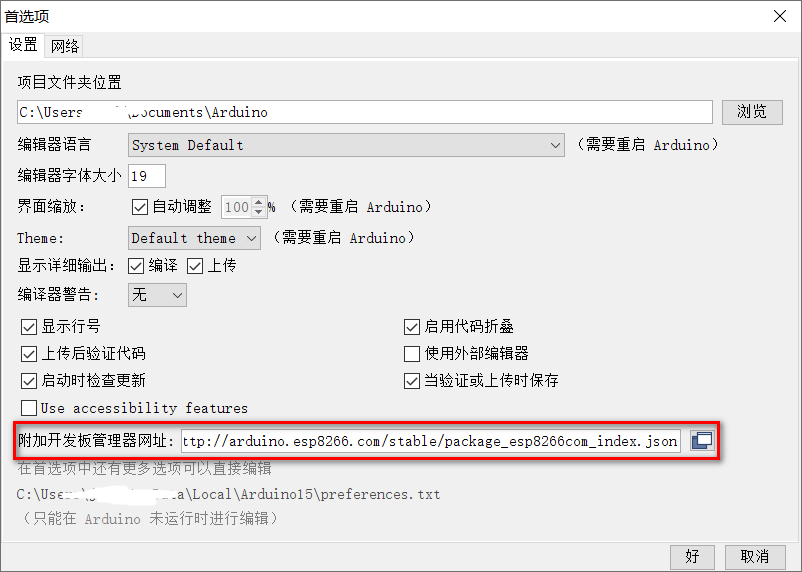 首选项
设置 网络
项目文件夹位置
C:\Users \Documents\Arduino 浏览
编辑器语言 System Default （需要重启 Arduino）
编辑器字体大小 19
界面缩放： 自动调整 100 % （需要重启 Arduino）
Theme: Default theme （需要重启 Arduino）
显示详细输出： 编译 上传
编译器警告: 无
显示行号 启用代码折叠
上传后验证代码 使用外部编辑器
启动时检查更新 当验证或上传时保存
Use accessibility features
附加开发板管理器网址: ttp://arduino.esp8266.com/stable/package_esp8266com_index.json
在首选项中还有更多选项可以直接编辑
C:\Users \Local\Arduino15\preferences.txt
（只能在 Arduino 未运行时进行编辑）
好 取消